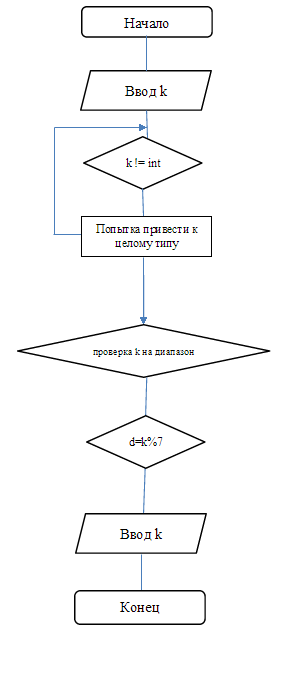 Начало
Ввод k
k != int
Попытка привести к
целому типу
проверка k на диапазон
d=k%7
Ввод k
Конец